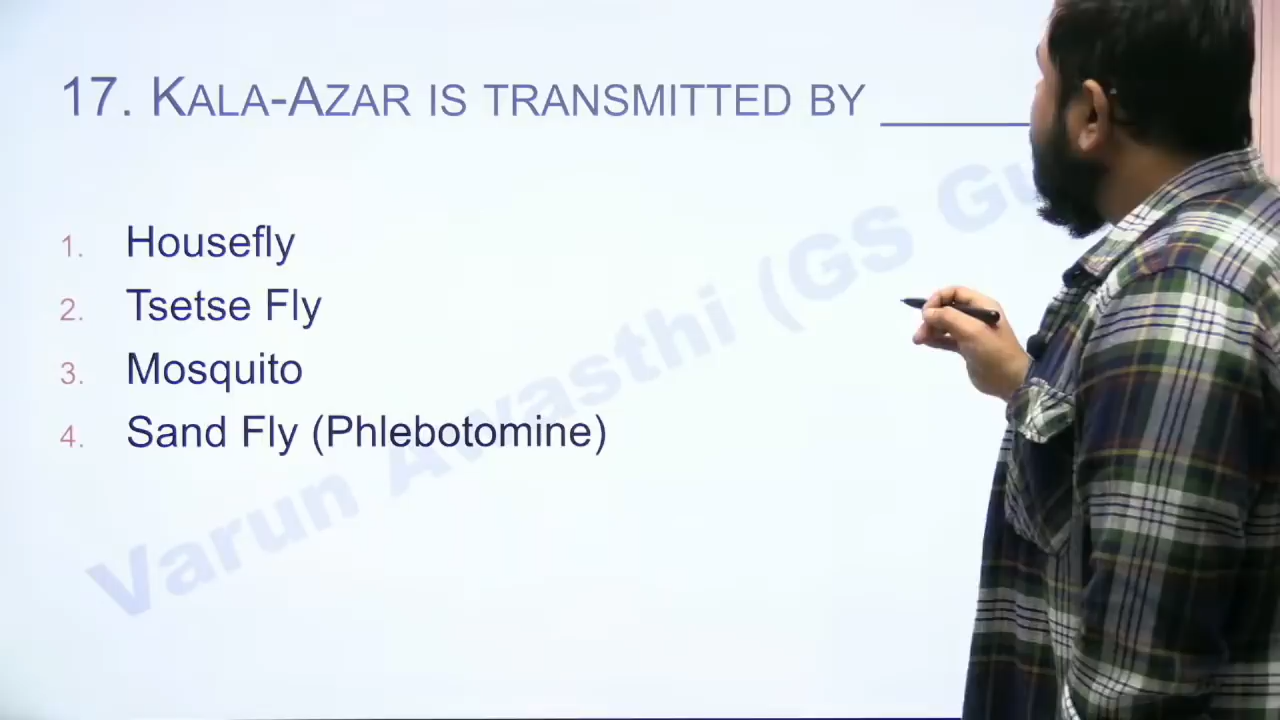 17. KALA-AZAR IS TRANSMITTED BY ______
1. Housefly
2. Tsetse Fly
3. Mosquito
4. Sand Fly (Phlebotomine)
Varun Awasthi (GS Gu